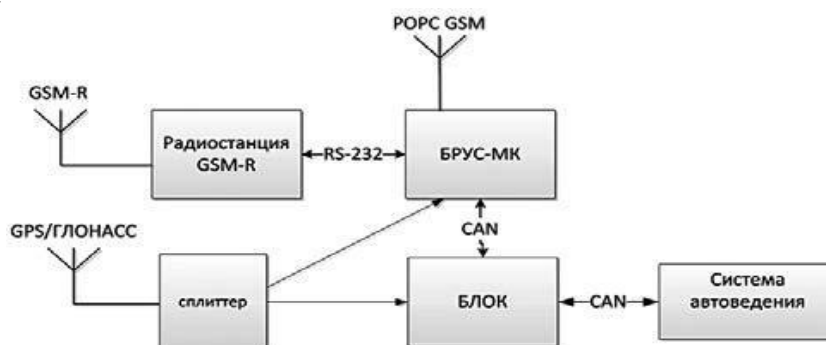 РОРС GSM
GSM-R
Радиостанция
GSM-R
RS-232
БРУС-МК
GPS/ГЛОНАСС
CAN
сплиттер
БЛОК
CAN
Система
автоведения